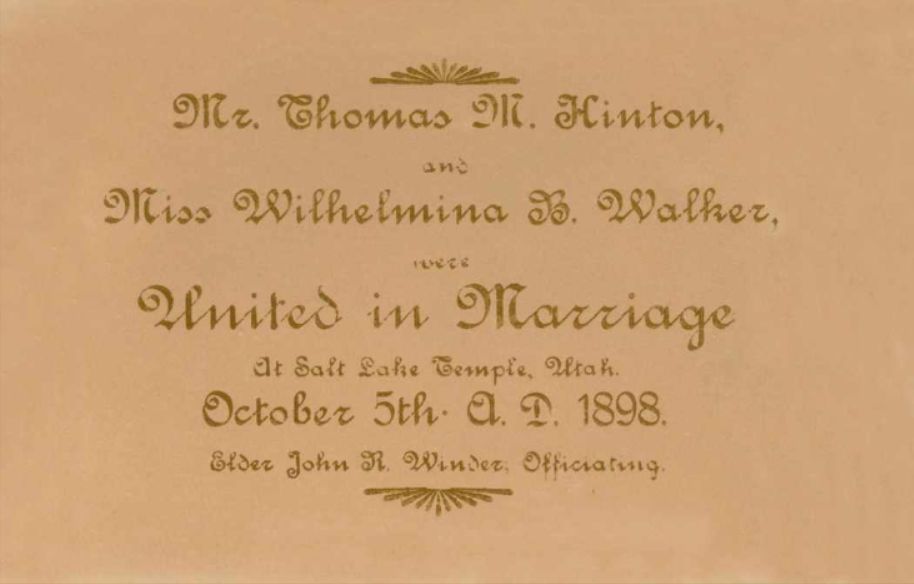 Mr. Thomas M. Hinton,
and
Miss Wilhelmina B. Walker,
were
United in Marriage
At Salt Lake Temple, Utah.
October 5th. A. D. 1898.
Elder John R. Winder, Officiating.